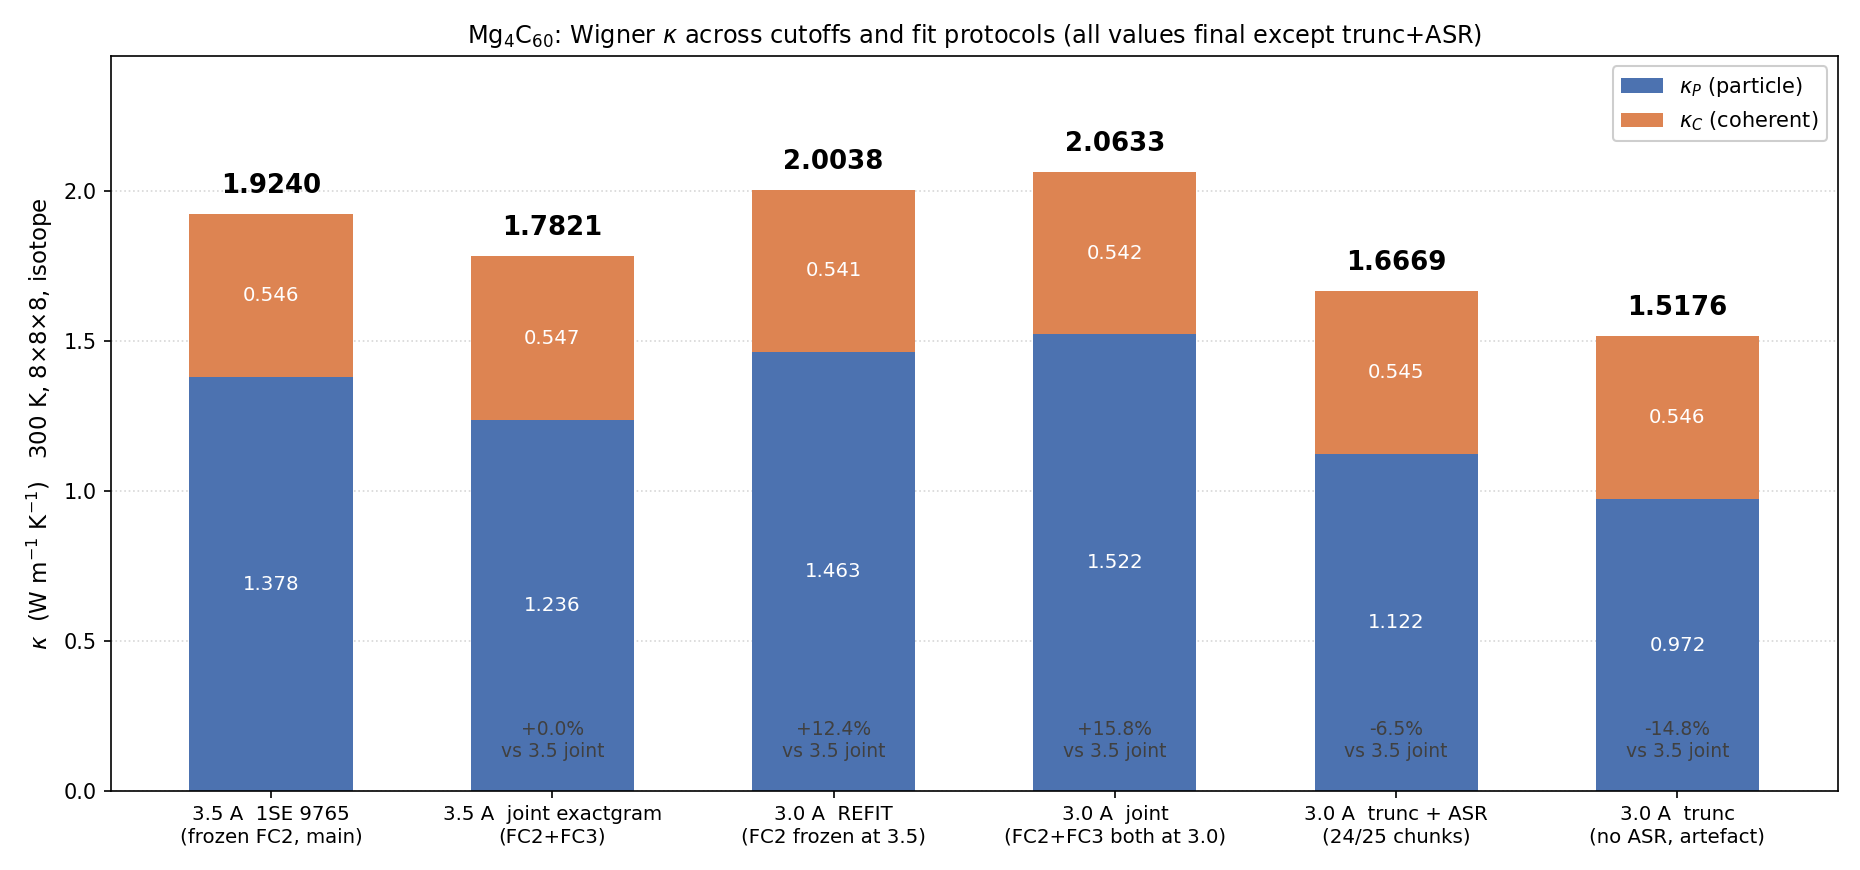 Mg₄C₆₀: Wigner κ across cutoffs and fit protocols (all values final except trunc+ASR)
κ (W m⁻¹ K⁻¹) 300 K, 8×8×8, isotope
κ_P (particle)
κ_C (coherent)
2.0
1.5
1.0
0.5
0.0
1.9240
0.546
1.378
1.7821
0.547
1.236
+0.0%
vs 3.5 joint
2.0038
0.541
1.463
+12.4%
vs 3.5 joint
2.0633
0.542
1.522
+15.8%
vs 3.5 joint
1.6669
0.545
1.122
-6.5%
vs 3.5 joint
1.5176
0.546
0.972
-14.8%
vs 3.5 joint
3.5 A 1SE 9765
(frozen FC2, main)
3.5 A joint exactgram
(FC2+FC3)
3.0 A REFIT
(FC2 frozen at 3.5)
3.0 A joint
(FC2+FC3 both at 3.0)
3.0 A trunc + ASR
(24/25 chunks)
3.0 A trunc
(no ASR, artefact)